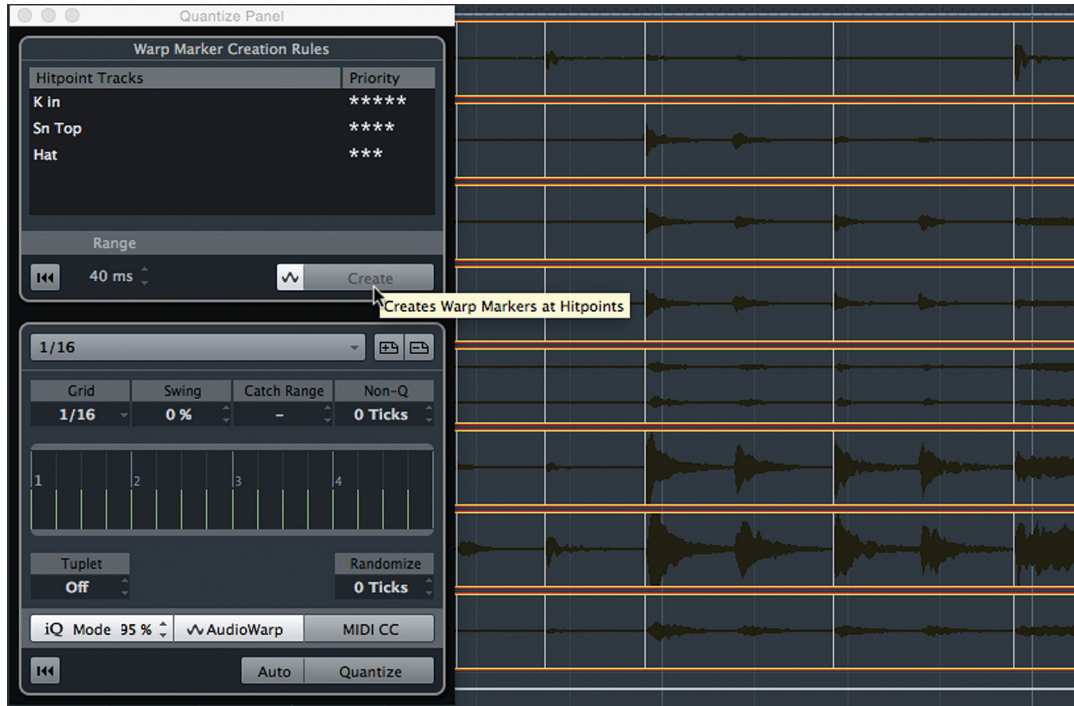 Quantize Panel
Warp Marker Creation Rules
Hitpoint Tracks Priority
K in *****
Sn Top ****
Hat ***
Range
40 ms Create
Creates Warp Markers at Hitpoints
1/16
Grid Swing Catch Range Non-Q
1/16 0 % – 0 Ticks
1 2 3 4
Tuplet Randomize
Off 0 Ticks
iQ Mode 95 % AudioWarp MIDI CC
Auto Quantize